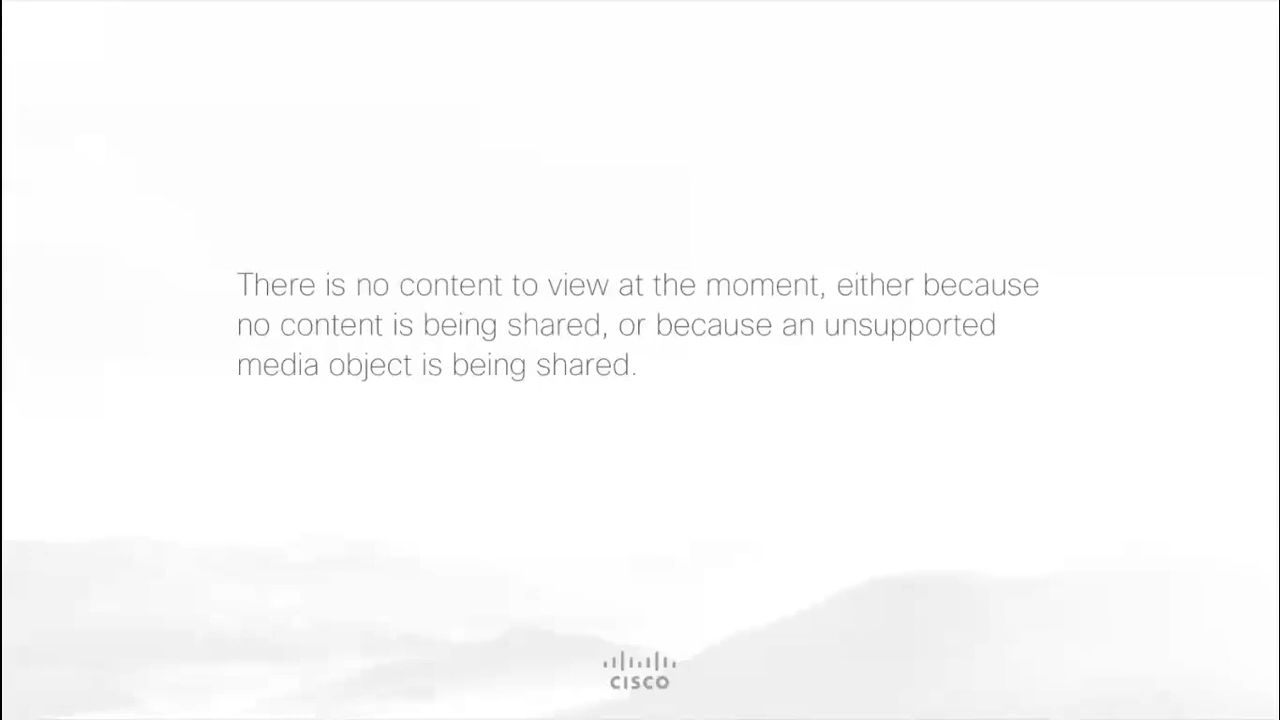 There is no content to view at the moment, either because
no content is being shared, or because an unsupported
media object is being shared.
CISCO